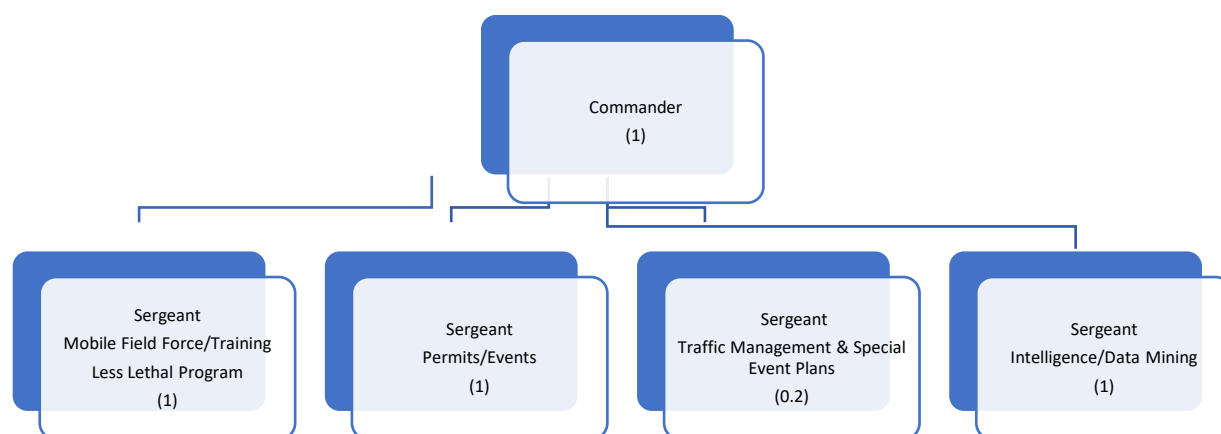 Commander
(1)
Sergeant
Mobile Field Force/Training
Less Lethal Program
(1)
Sergeant
Permits/Events
(1)
Sergeant
Traffic Management & Special
Event Plans
(0.2)
Sergeant
Intelligence/Data Mining
(1)